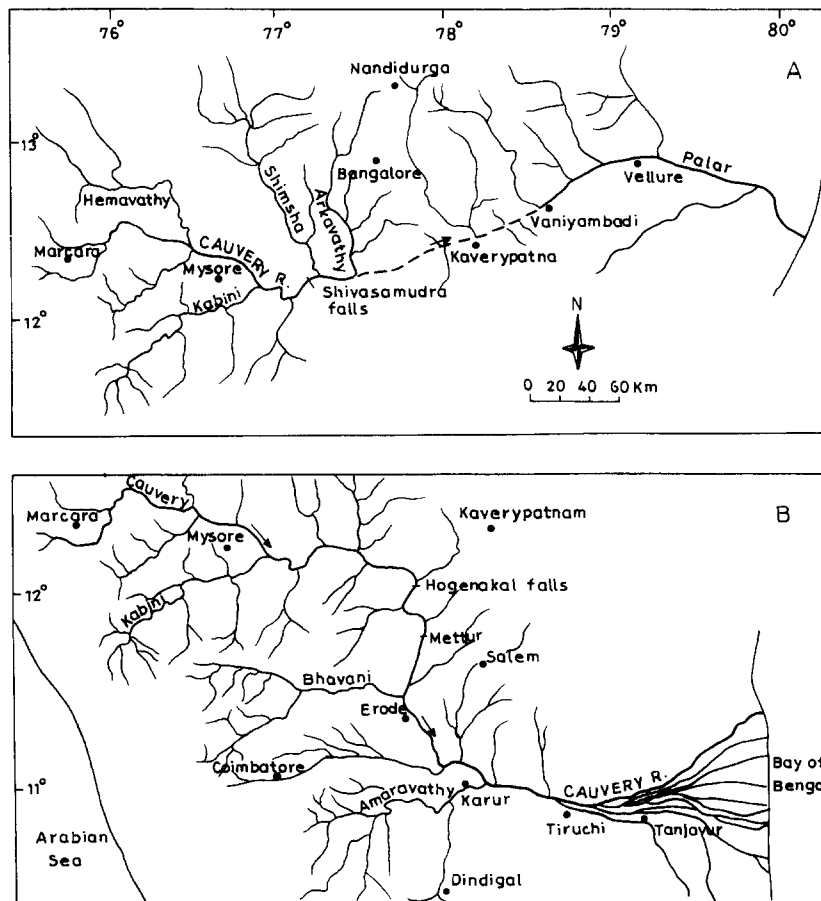 76° 77° 78° 79° 80°
A
Nandidurga
13°
Bangalore
Vellure
Palar
Shimsha
Arkavathy
Hemavathy
Vaniyambadi
Marcara
CAUVERY R.
Kaverypatna
Mysore
Kabini
Shivasamudra
falls
12°
N
0 20 40 60 Km
Cauvery
Marcara
Kaverypatnam
B
Mysore
12°
Hogenakal falls
Kabini
Mettur
Salem
Bhavani
Erode
Coimbatore
11°
CAUVERY R.
Bay of
Benga
Amaravathy
Karur
Tiruchi
Tanjavur
Arabian
Sea
Dindigal